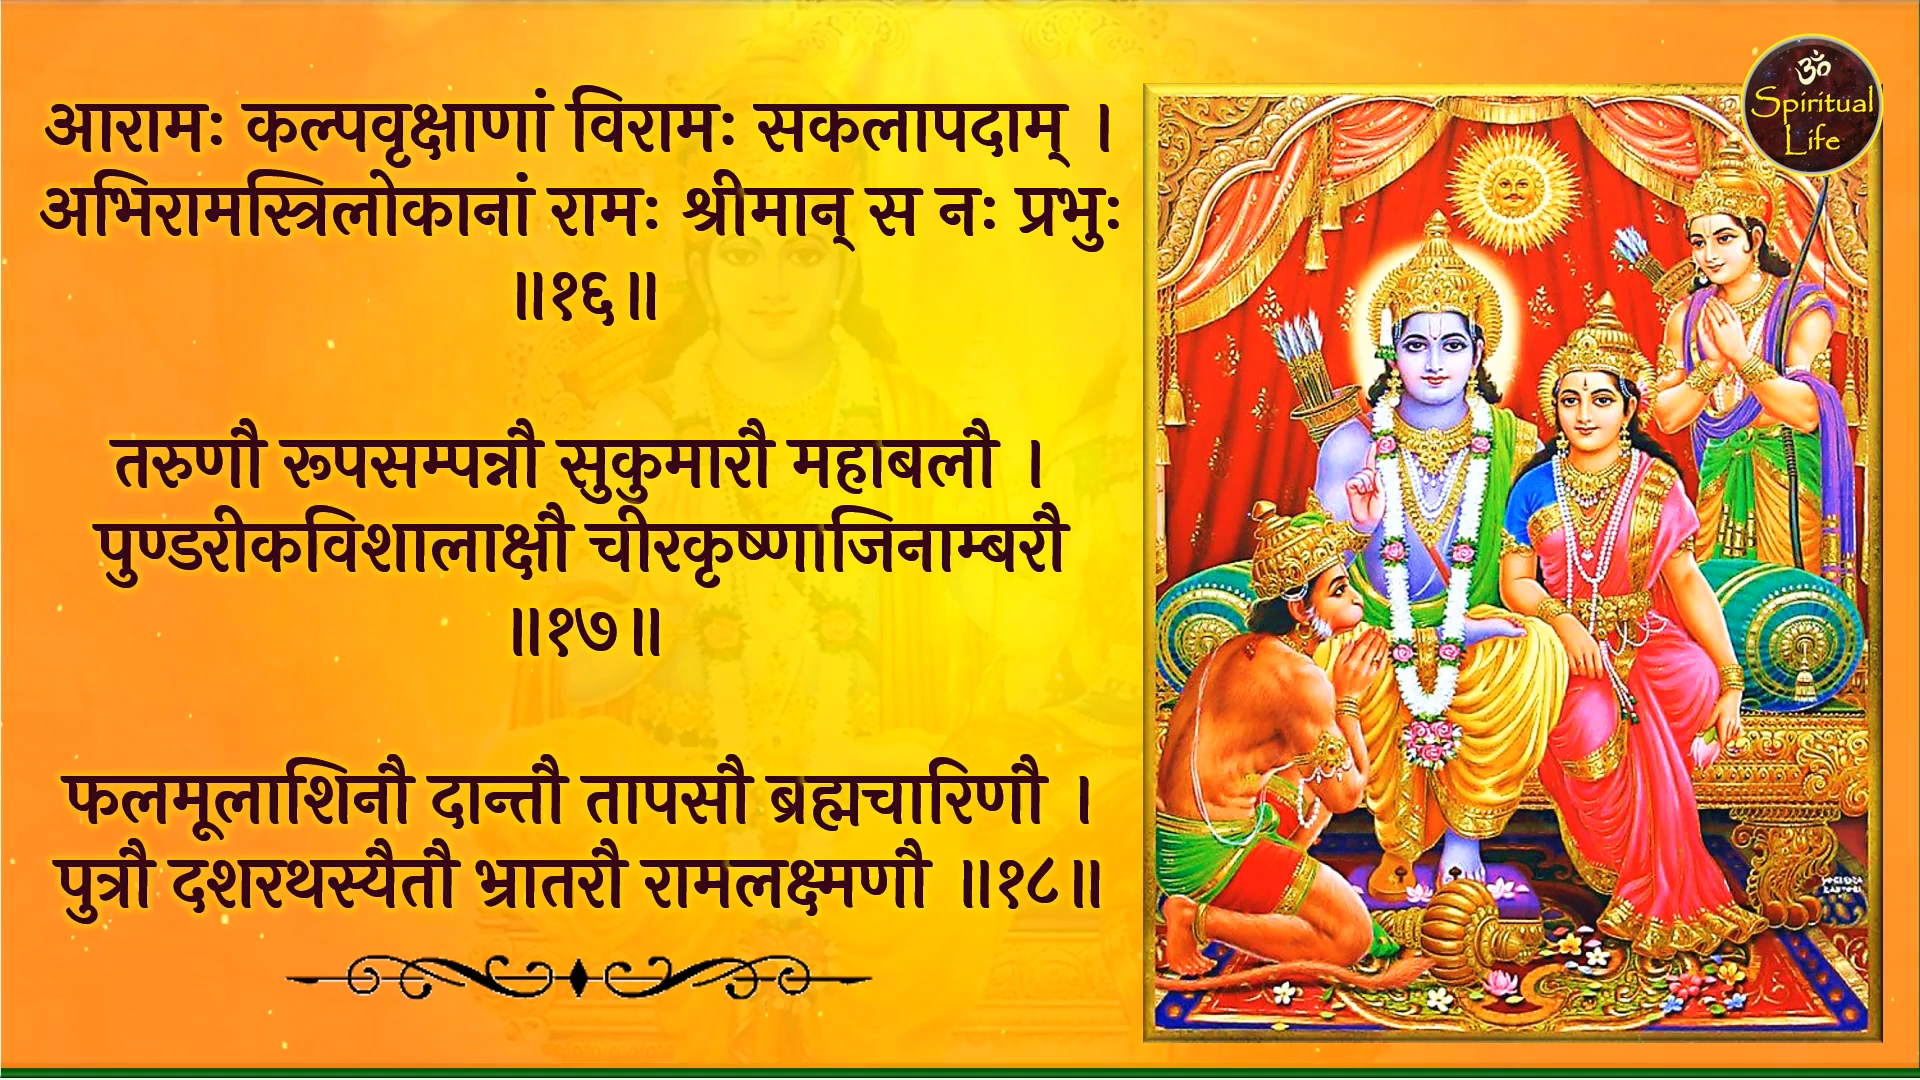 आरामः कल्पवृक्षाणां विरामः सकलापदाम् ।
अभिरामस्त्रिलोकानां रामः श्रीमान् स नः प्रभुः
॥१६॥
तरुणौ रूपसम्पन्नौ सुकुमारौ महाबलौ ।
पुण्डरीकविशालाक्षौ चीरकृष्णाजिनाम्बरौ
॥१७॥
फलमूलाशिनौ दान्तौ तापसौ ब्रह्मचारिणौ ।
पुत्रौ दशरथस्यैतौ भ्रातरौ रामलक्ष्मणौ ॥१८॥
ॐ
Spiritual
Life